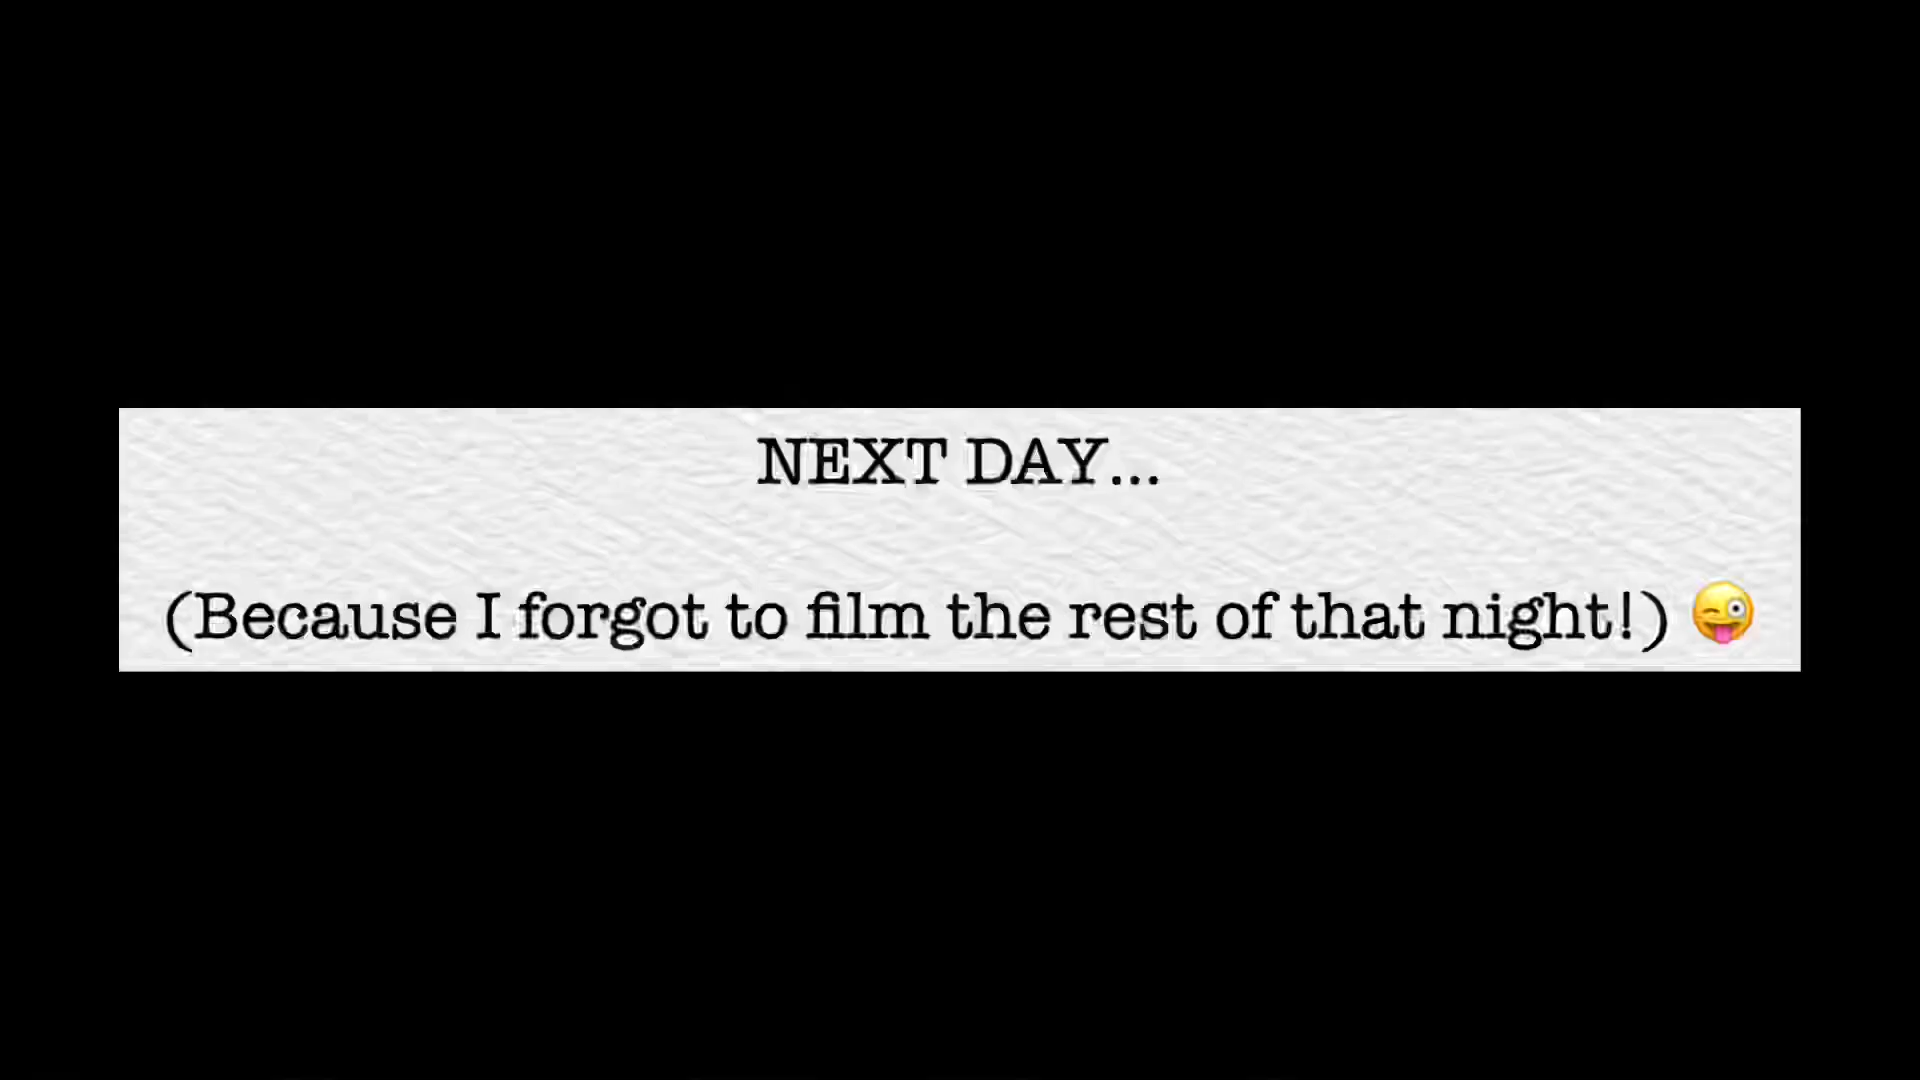 NEXT DAY...
(Because I forgot to film the rest of that night!) 😜